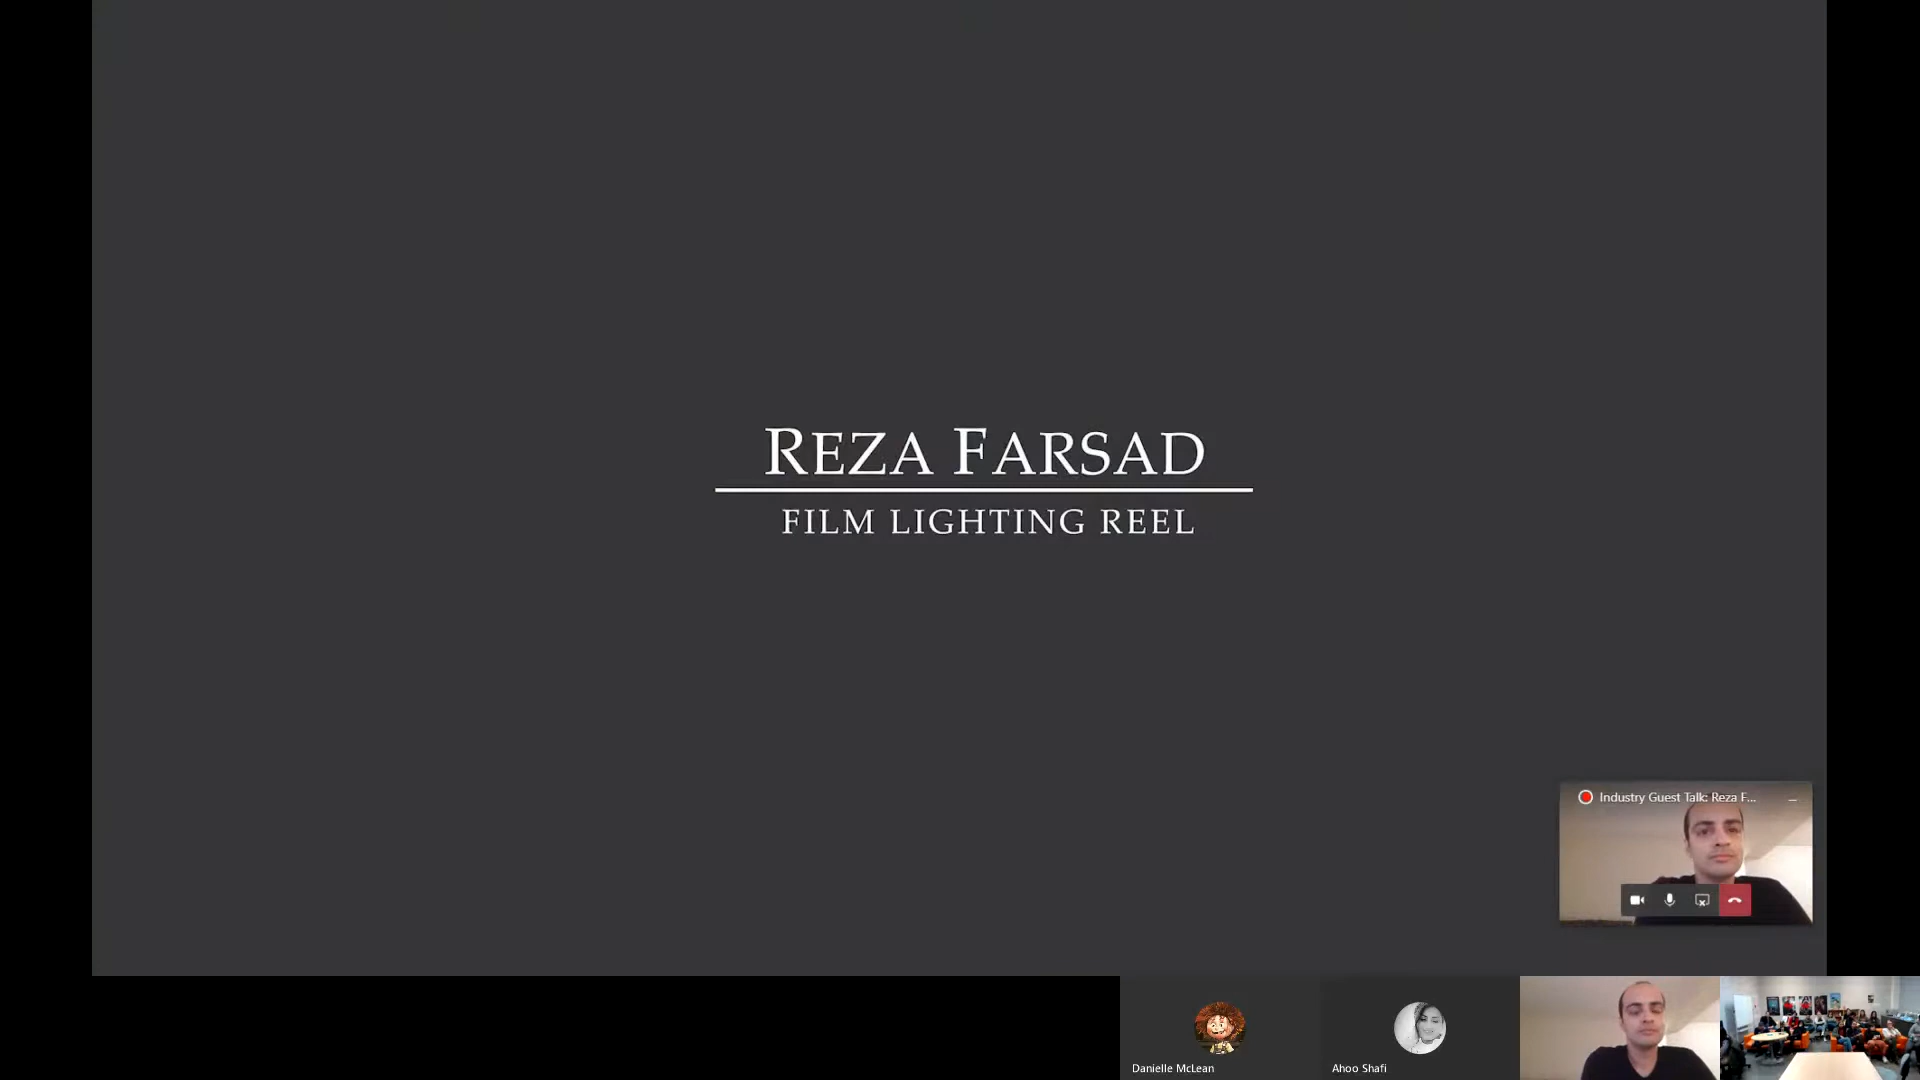 REZA FARSAD
FILM LIGHTING REEL
Industry Guest Talk: Reza F...
Danielle McLean
Ahoo Shafi